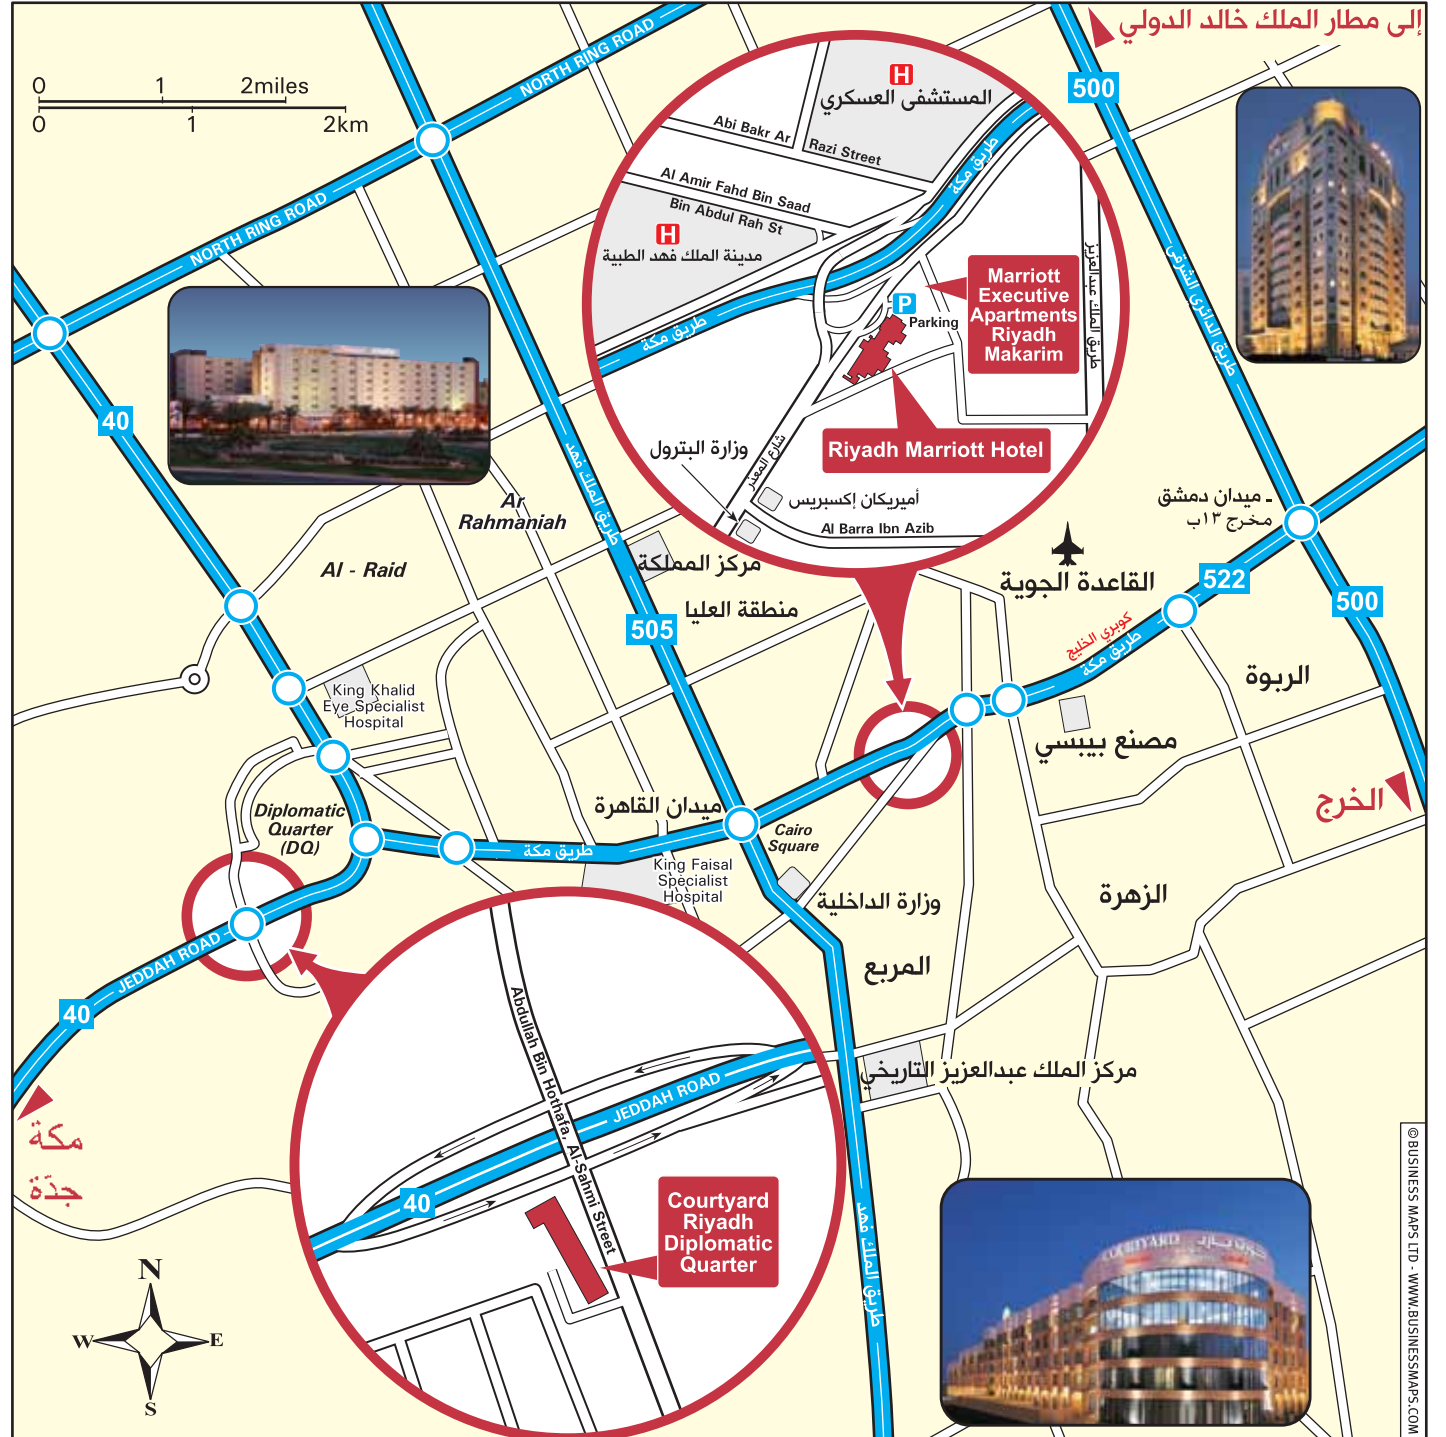 إلى مطار الملك خالد الدولي
NORTH RING ROAD
0 1 2miles
0 1 2km
500
المستشفى العسكري
H
Abi Bakr Ar
Razi Street
طريق مكة
Al Amir Fahd Bin Saad
Bin Abdul Rah St
H
مدينة الملك فهد الطبية
NORTH RING ROAD
طريق الملك عبدالعزيز
طريق الدائري الشرقي
Marriott
Executive
Apartments
Riyadh
Makarim
P
Parking
طريق مكة
40
Riyadh Marriott Hotel
وزارة البترول
شارع المعذر
أميريكان إكسبريس
Al Barra Ibn Azib
طريق الملك فهد
Ar
Rahmaniah
Al - Raid
ميدان دمشق -
مخرج ١٣ب
مركز المملكة
القاعدة الجوية
522
500
منطقة العليا
505
كوبري الخليج
طريق مكة
الربوة
King Khalid
Eye Specialist
Hospital
مصنع بيبسي
الخرج
Diplomatic
Quarter
(DQ)
ميدان القاهرة
Cairo
Square
طريق مكة
King Faisal
Specialist
Hospital
وزارة الداخلية
الزهرة
المربع
JEDDAH ROAD
40
مكة
جدّة
Abdullah Bin Hothafa, Al-Sahmi Street
JEDDAH ROAD
40
مركز الملك عبدالعزيز التاريخي
Courtyard
Riyadh
Diplomatic
Quarter
طريق الملك فهد
COURTYARD كورت يارد
N
W E
S
© BUSINESS MAPS LTD - WWW.BUSINESSMAPS.COM